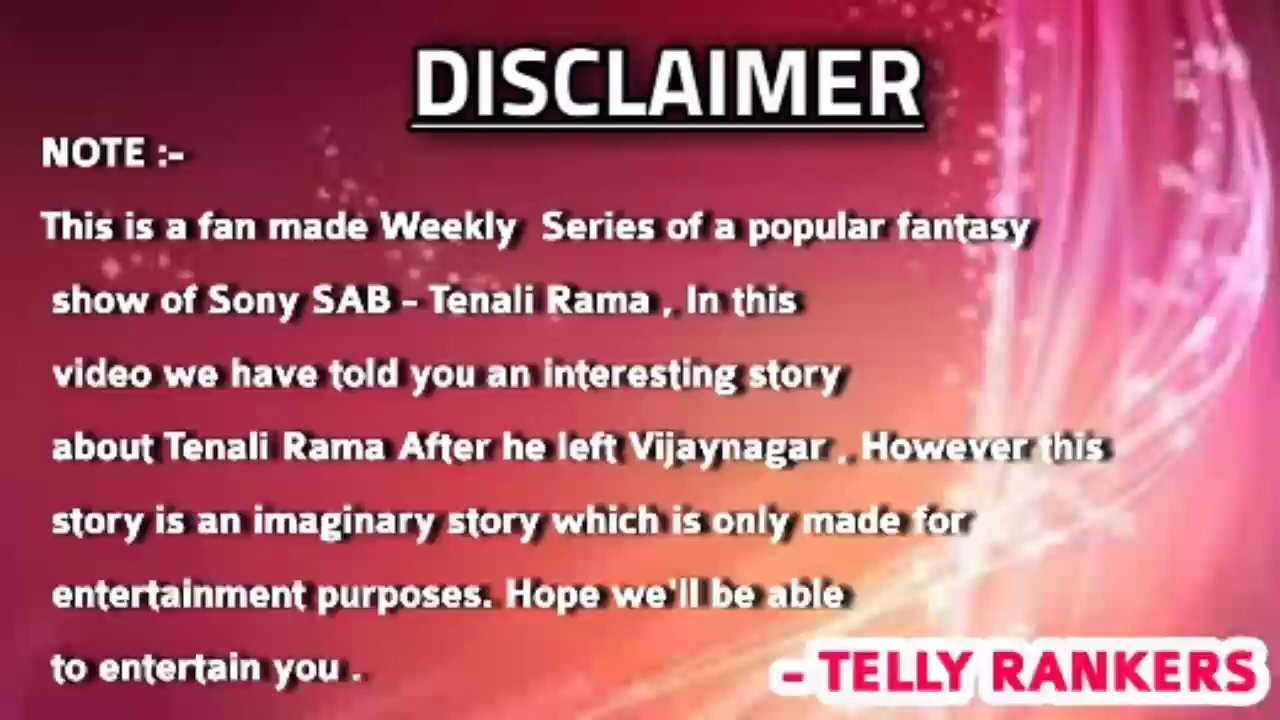 DISCLAIMER
NOTE :-
This is a fan made Weekly Series of a popular fantasy
show of Sony SAB - Tenali Rama , In this
video we have told you an interesting story
about Tenali Rama After he left Vijaynagar . However this
story is an imaginary story which is only made for
entertainment purposes. Hope we'll be able
to entertain you .
- TELLY RANKERS